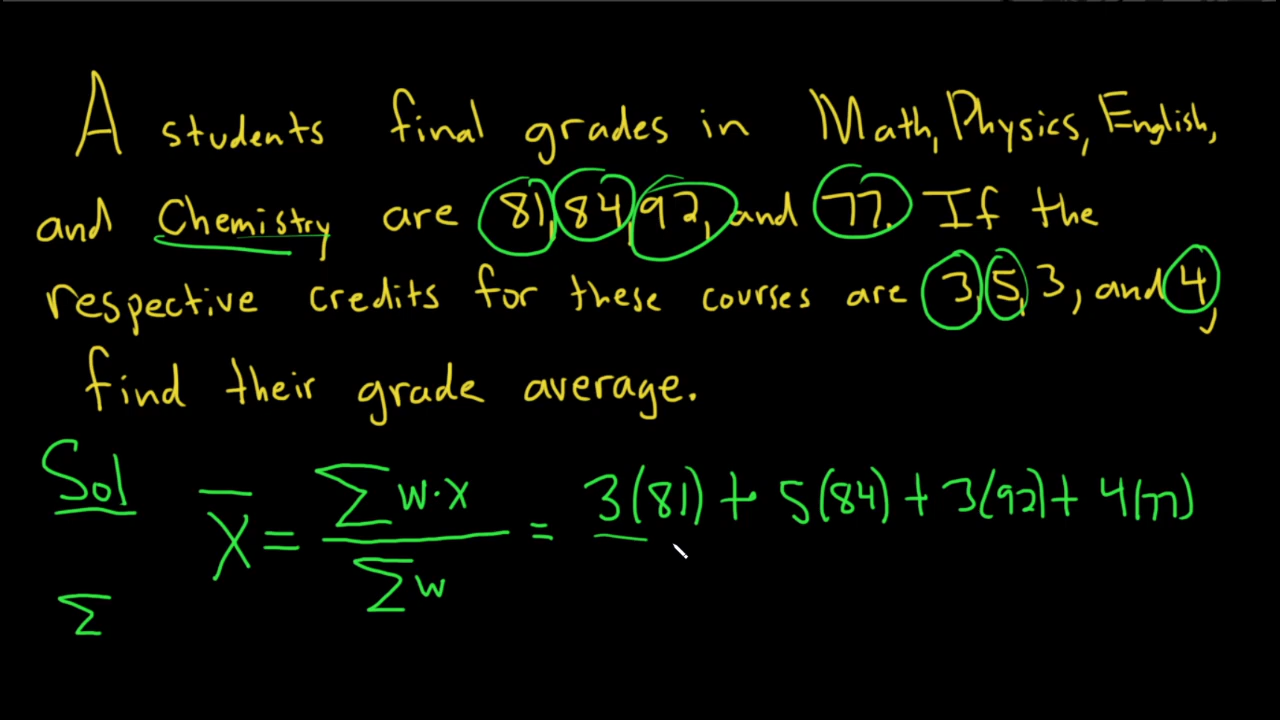 A students final grades in Math, Physics, English,
and Chemistry are 81, 84, 92, and 77. If the
respective credits for these courses are 3, 5, 3, and 4,
find their grade average.
Sol
x̄ = Σw·x / Σw = 3(81) + 5(84) + 3(92) + 4(77)
Σ